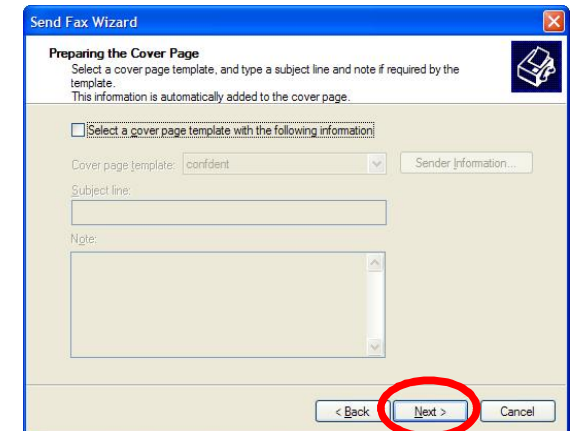 Send Fax Wizard
Preparing the Cover Page
Select a cover page template, and type a subject line and note if required by the
template.
This information is automatically added to the cover page.
Select a cover page template with the following information
Cover page template: confdent Sender Information...
Subject line:
Note:
< Back Next > Cancel